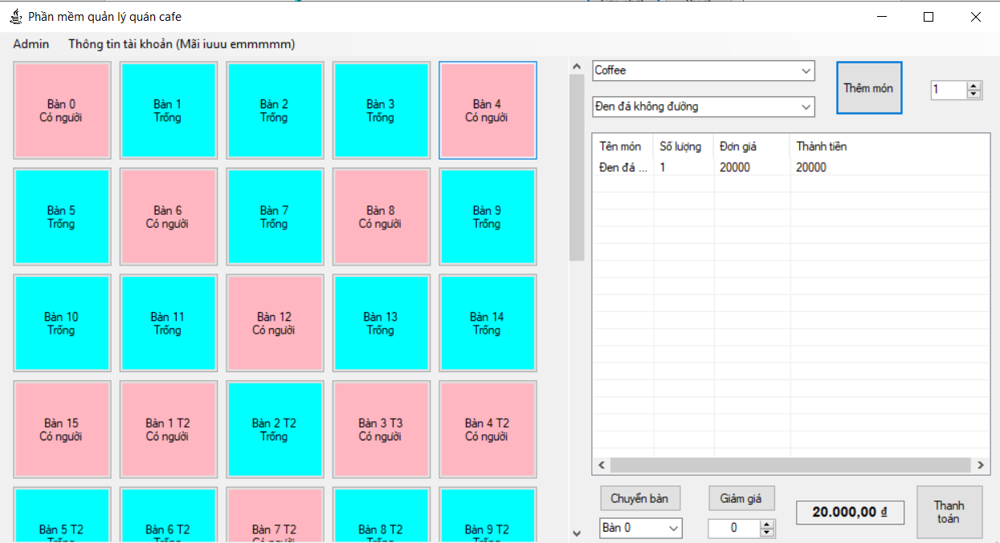 Phần mềm quản lý quán cafe
Admin Thông tin tài khoản (Mãi iuuu emmmmm)
Bàn 0
Có người
Bàn 1
Trống
Bàn 2
Trống
Bàn 3
Trống
Bàn 4
Có người
Bàn 5
Trống
Bàn 6
Có người
Bàn 7
Trống
Bàn 8
Có người
Bàn 9
Trống
Bàn 10
Trống
Bàn 11
Trống
Bàn 12
Có người
Bàn 13
Trống
Bàn 14
Trống
Bàn 15
Có người
Bàn 1 T2
Có người
Bàn 2 T2
Trống
Bàn 3 T3
Có người
Bàn 4 T2
Có người
Bàn 5 T2
Trống
Bàn 6 T2
Trống
Bàn 7 T2
Có người
Bàn 8 T2
Trống
Bàn 9 T2
Trống
Coffee
Đen đá không đường
Thêm món
1
Tên món Số lượng Đơn giá Thành tiền
Đen đá ... 1 20000 20000
Chuyển bàn
Bàn 0
Giảm giá
0
20.000,00 ₫
Thanh
toán